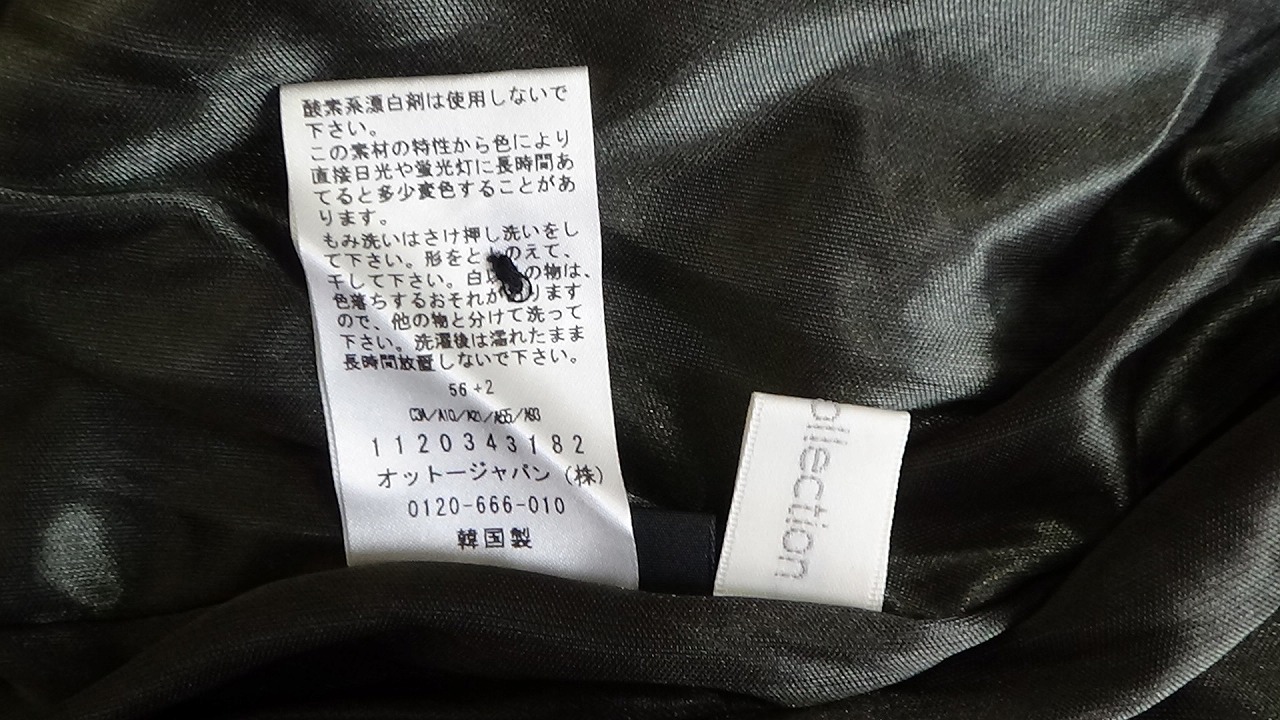 酸素系漂白剤は使用しないで
下さい。
この素材の特性から色により
直接日光や蛍光灯に長時間あ
てると多少変色することがあ
ります。
もみ洗いはさけ押し洗いをし
て下さい。形をととのえて、
干して下さい。白 の物は、
色落ちするおそれがあります
ので、他の物と分けて洗って
下さい。洗濯後は濡れたまま
長時間放置しないで下さい。
56÷2
1120343182
オットージャパン（株）
0120-666-010
韓国製
ollection